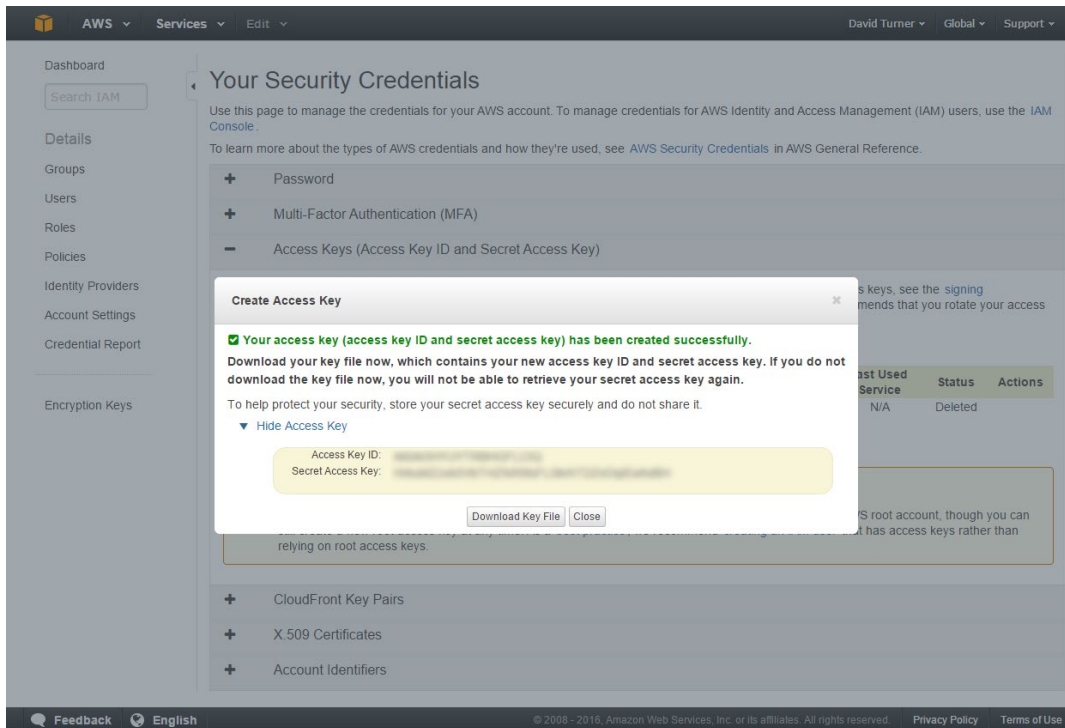 AWS Services Edit David Turner Global Support
Dashboard
Search IAM
Details
Groups
Users
Roles
Policies
Identity Providers
Account Settings
Credential Report
Encryption Keys
Your Security Credentials
Use this page to manage the credentials for your AWS account. To manage credentials for AWS Identity and Access Management (IAM) users, use the IAM
Console.
To learn more about the types of AWS credentials and how they're used, see AWS Security Credentials in AWS General Reference.
+ Password
+ Multi-Factor Authentication (MFA)
− Access Keys (Access Key ID and Secret Access Key)
s keys, see the signing
mends that you rotate your access
Create Access Key ×
Your access key (access key ID and secret access key) has been created successfully.
Download your key file now, which contains your new access key ID and secret access key. If you do not
download the key file now, you will not be able to retrieve your secret access key again.
To help protect your security, store your secret access key securely and do not share it.
Hide Access Key
Access Key ID:
Secret Access Key:
Download Key File Close
ast Used
Service Status Actions
N/A Deleted
S root account, though you can
at has access keys rather than
relying on root access keys.
+ CloudFront Key Pairs
+ X.509 Certificates
+ Account Identifiers
Feedback English © 2008 - 2016, Amazon Web Services, Inc. or its affiliates. All rights reserved. Privacy Policy Terms of Use